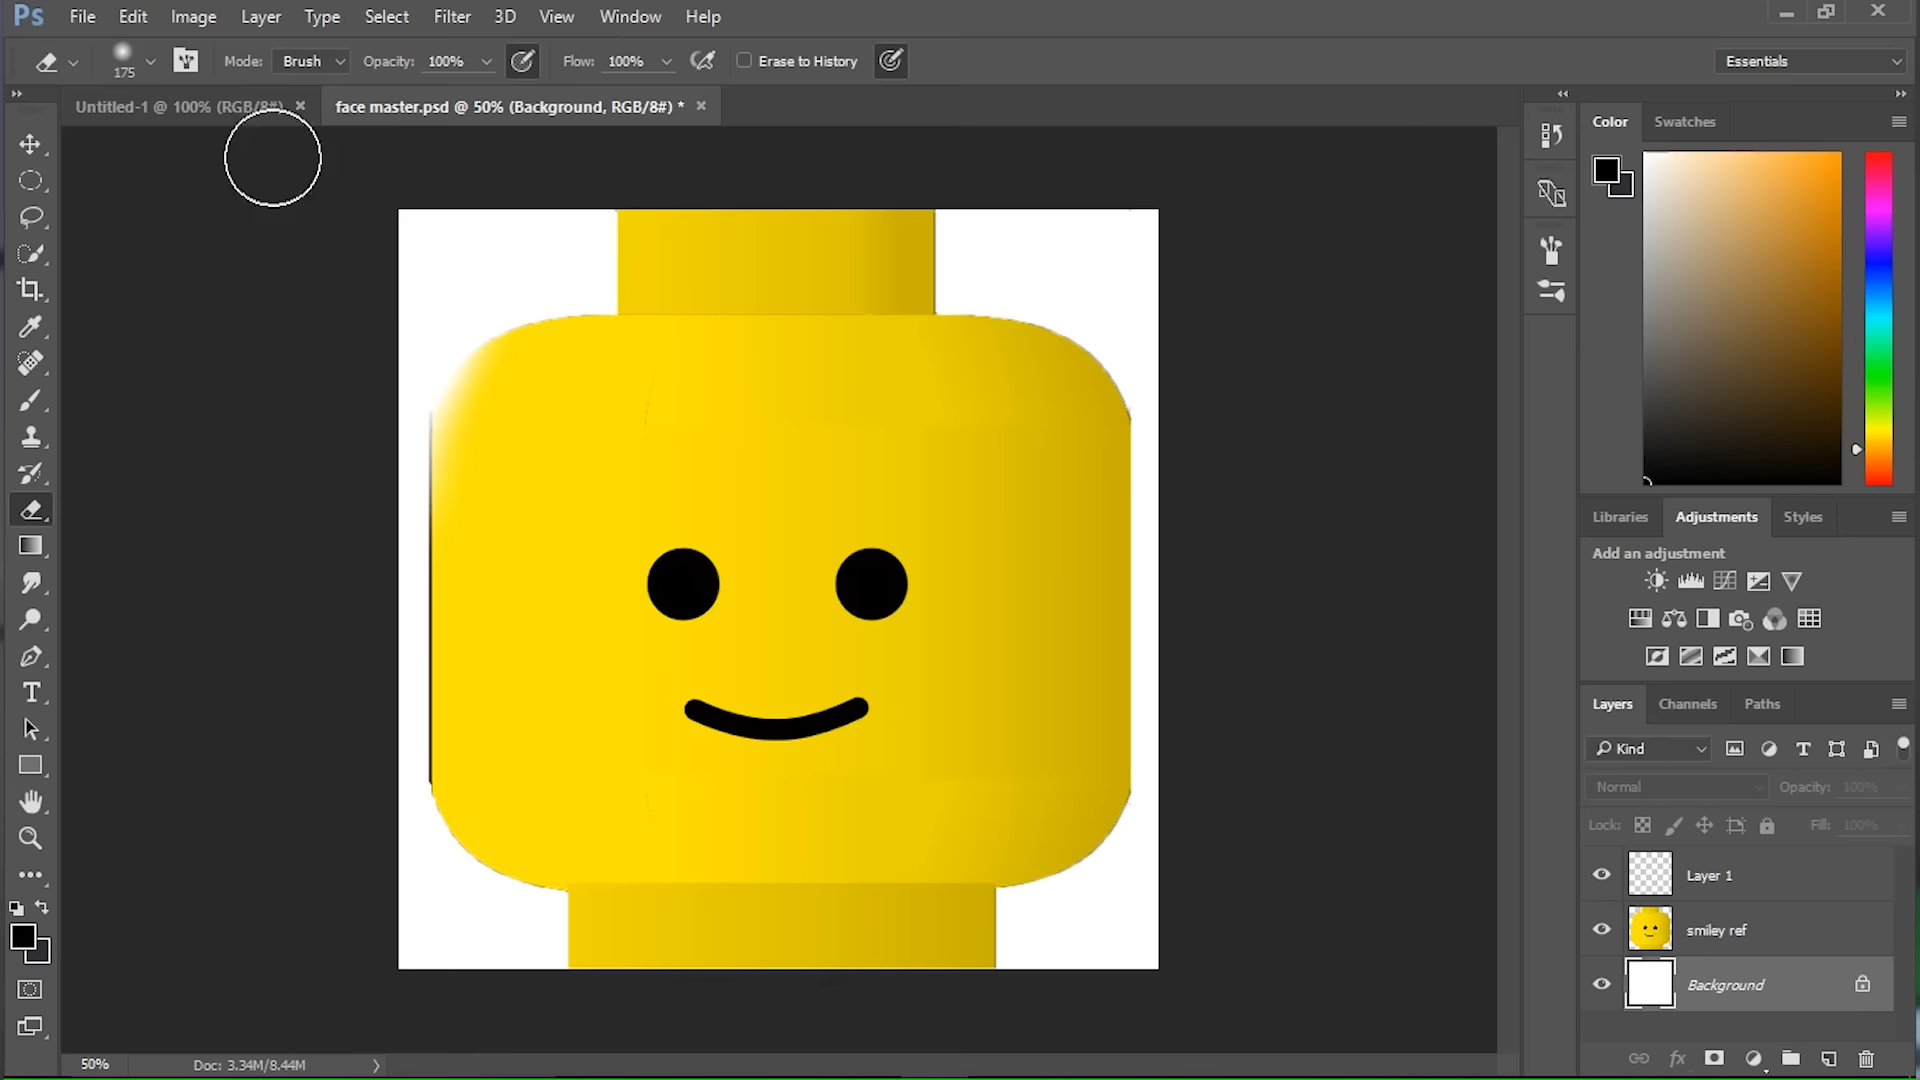 Ps File Edit Image Layer Type Select Filter 3D View Window Help
175 Mode: Brush Opacity: 100% Flow: 100% Erase to History Essentials
Untitled-1 @ 100% (RGB/8#) × face master.psd @ 50% (Background, RGB/8#) * ×
Color Swatches
Libraries Adjustments Styles
Add an adjustment
Layers Channels Paths
Kind
Normal Opacity: 100%
Lock: Fill: 100%
Layer 1
smiley ref
Background
50% Doc: 3.34M/8.44M